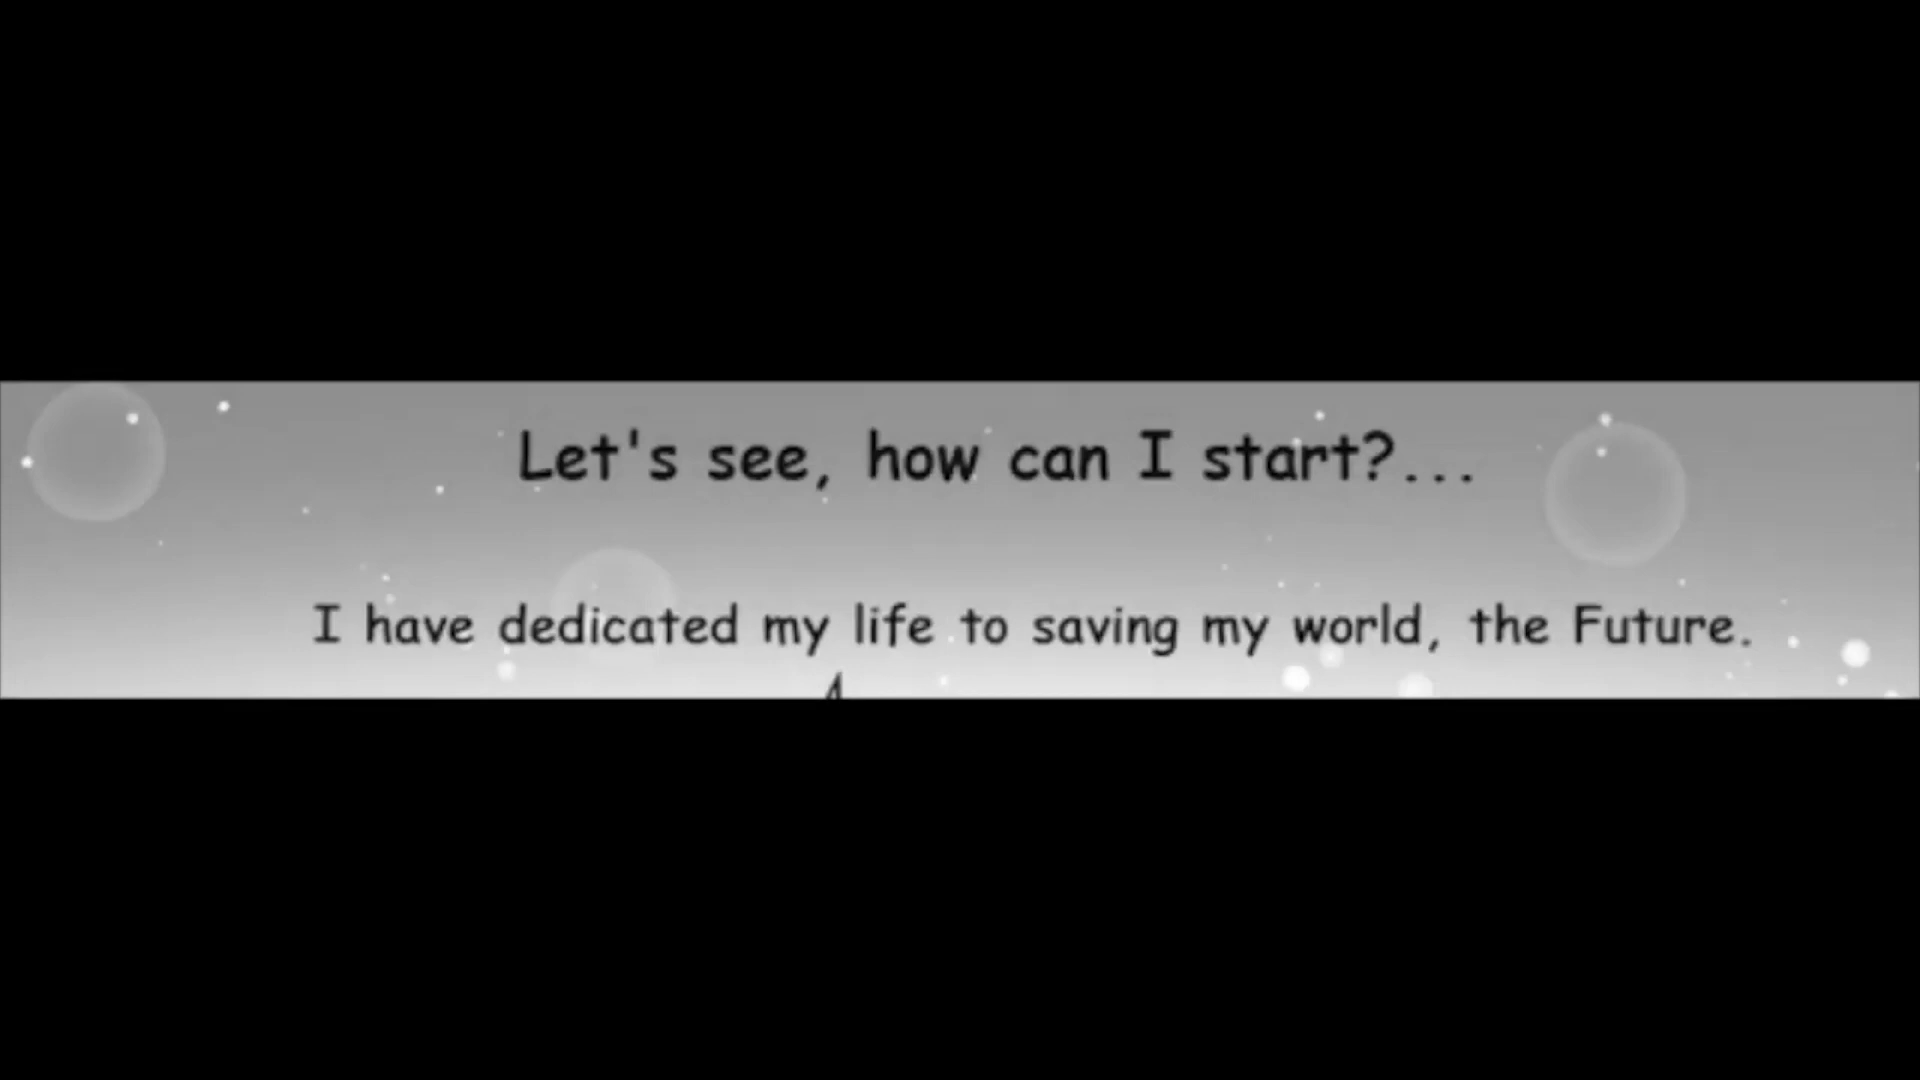 Let's see, how can I start?...
I have dedicated my life to saving my world, the Future.